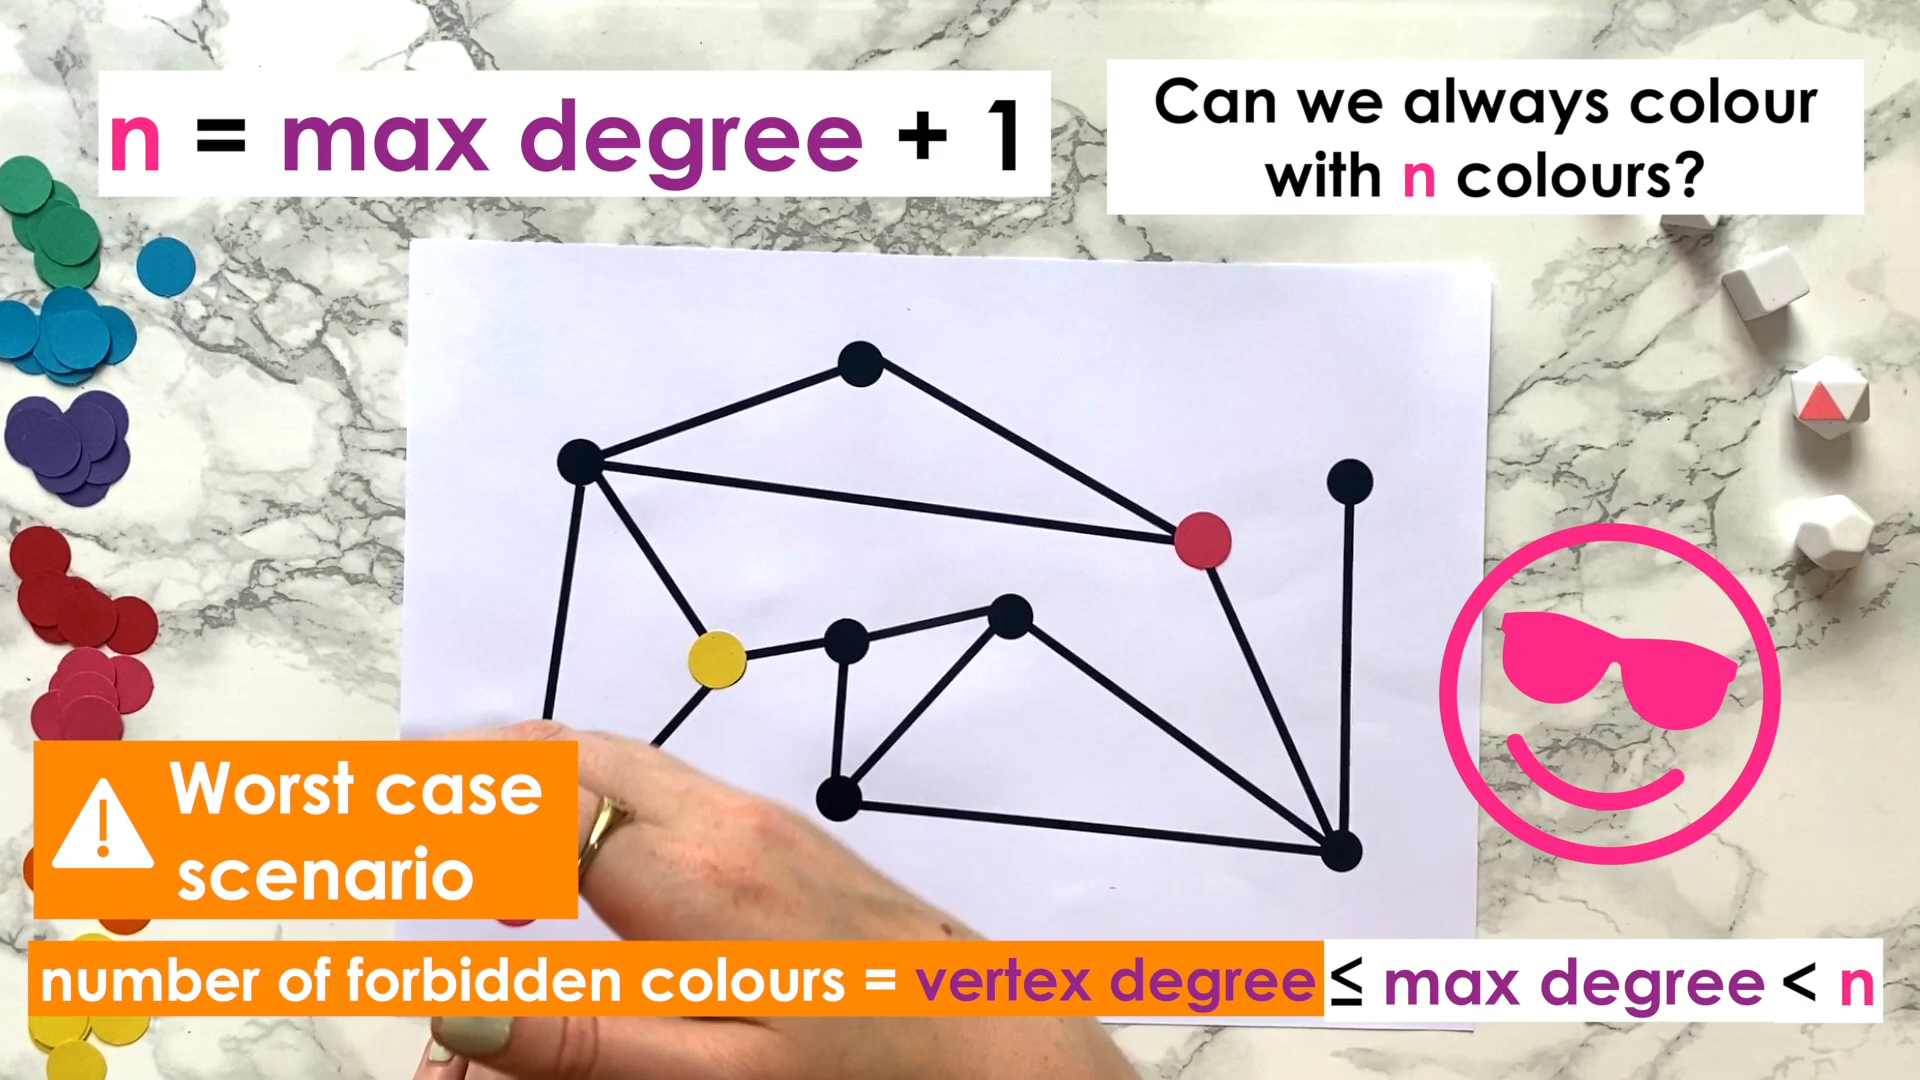 n = max degree + 1
Can we always colour
with n colours?
Worst case
scenario
number of forbidden colours = vertex degree ≤ max degree < n